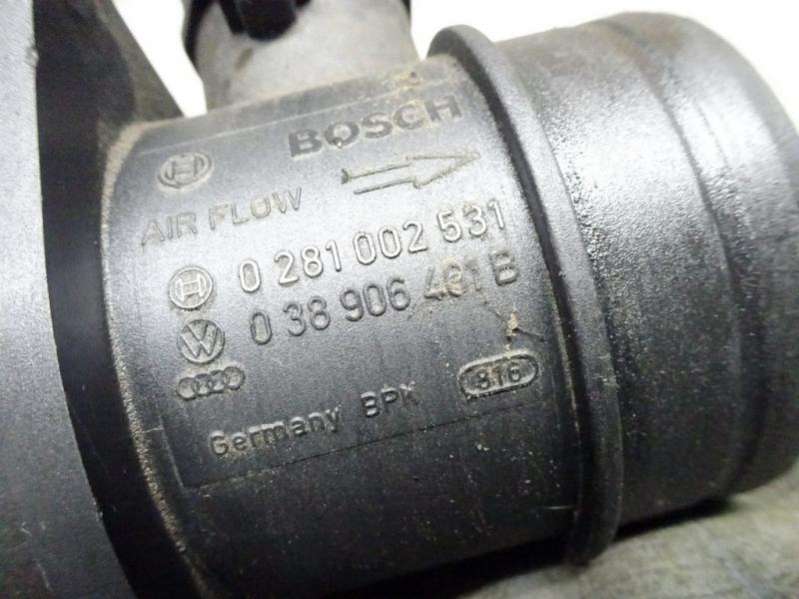 BOSCH
AIR FLOW
0 281 002 531
0 38 906 461 B
Germany BPK 816